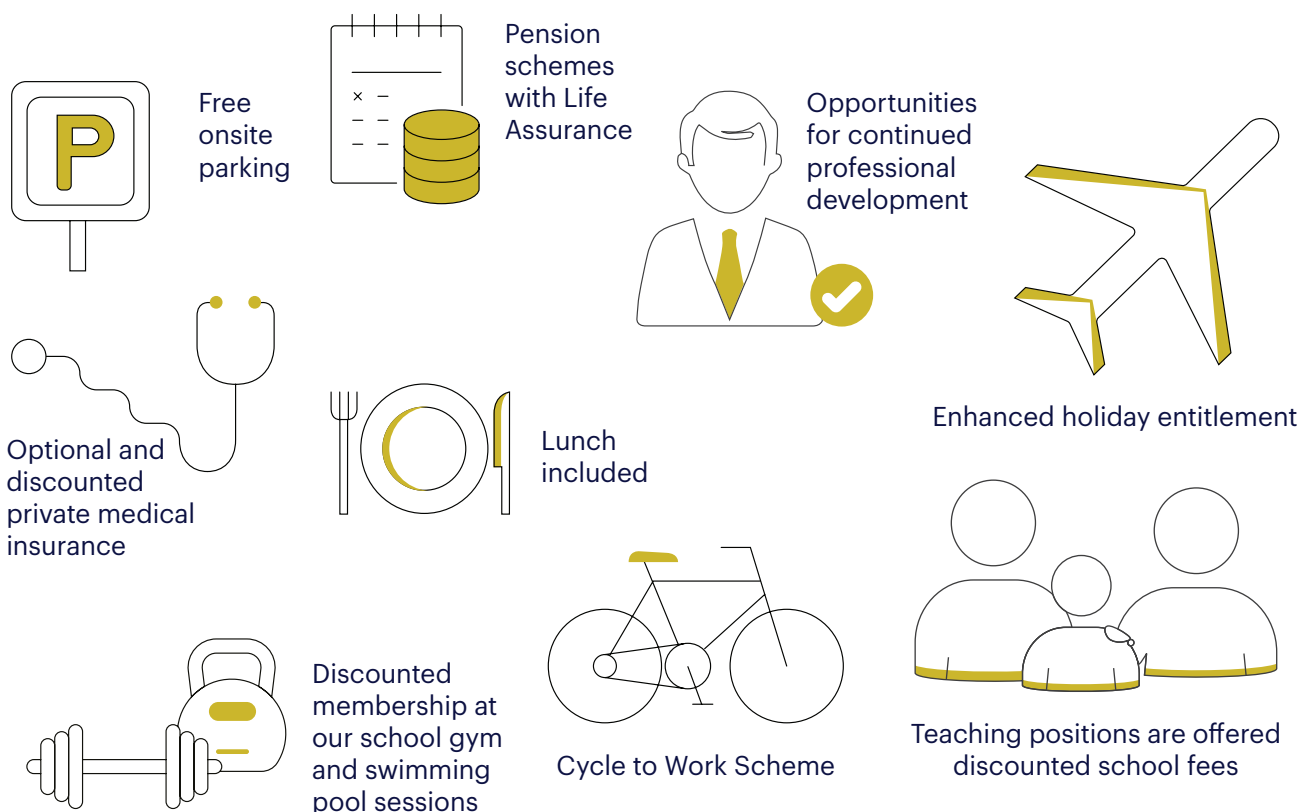 P
Free
onsite
parking
Pension
schemes
with Life
Assurance
Opportunities
for continued
professional
development
Enhanced holiday entitlement
Optional and
discounted
private medical
insurance
Lunch
included
Discounted
membership at
our school gym
and swimming
pool sessions
Cycle to Work Scheme
Teaching positions are offered
discounted school fees